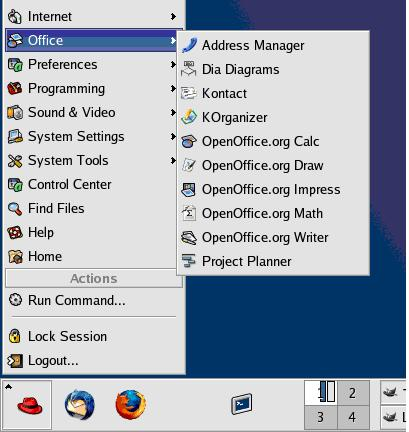 Internet
Office
Preferences
Programming
Sound & Video
System Settings
System Tools
Control Center
Find Files
Help
Home
Actions
Run Command...
Lock Session
Logout...
Address Manager
Dia Diagrams
Kontact
KOrganizer
OpenOffice.org Calc
OpenOffice.org Draw
OpenOffice.org Impress
OpenOffice.org Math
OpenOffice.org Writer
Project Planner
2
3 4